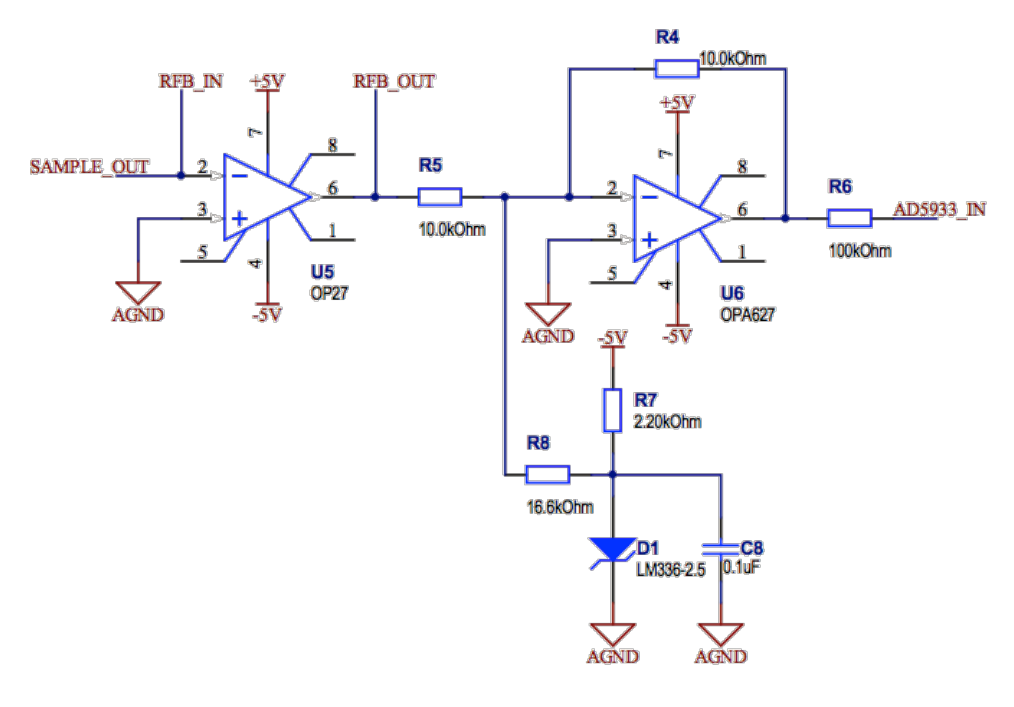 R4
10.0kOhm
RFB_IN
+5V
RFB_OUT
+5V
7
8
7
SAMPLE_OUT
2
R5
8
6
2
R6
3
10.0kOhm
6
AD5933_IN
1
3
100kOhm
5
4
U5
1
OP27
5
4
U6
AGND
-5V
OPA627
AGND
-5V
-5V
R7
2.20kOhm
R8
16.6kOhm
D1
C8
LM336-2.5
0.1uF
AGND
AGND